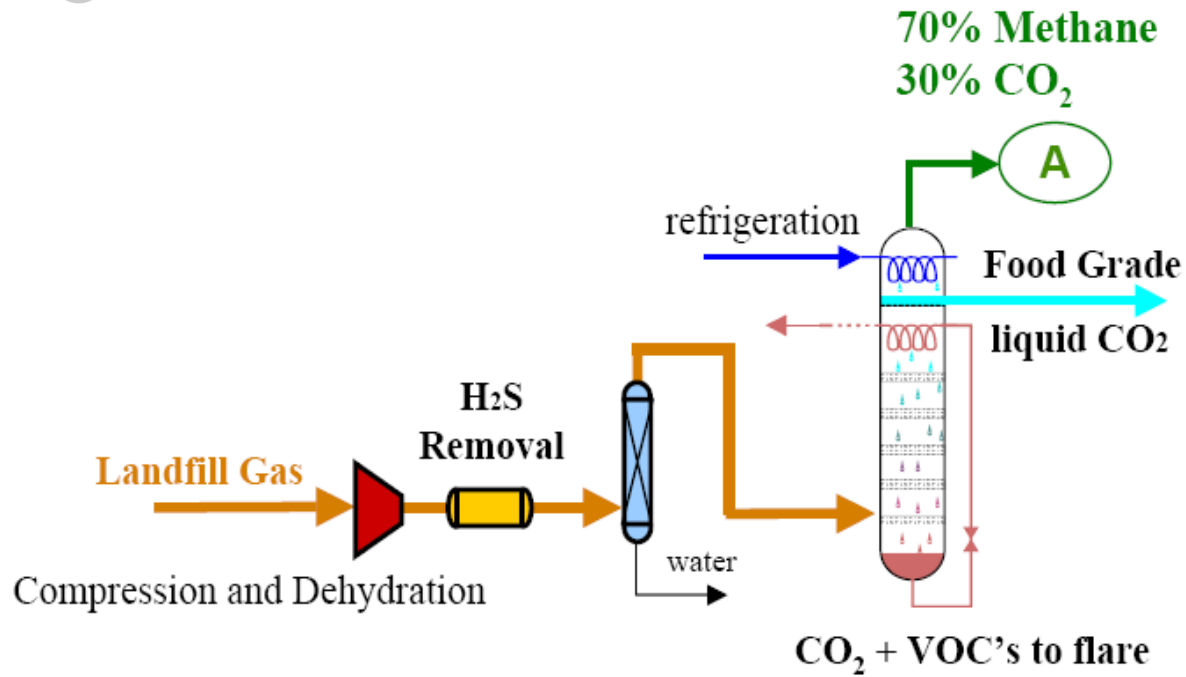 70% Methane
30% CO₂
A
refrigeration
Food Grade
liquid CO₂
H₂S
Removal
Landfill Gas
water
Compression and Dehydration
CO₂ + VOC’s to flare